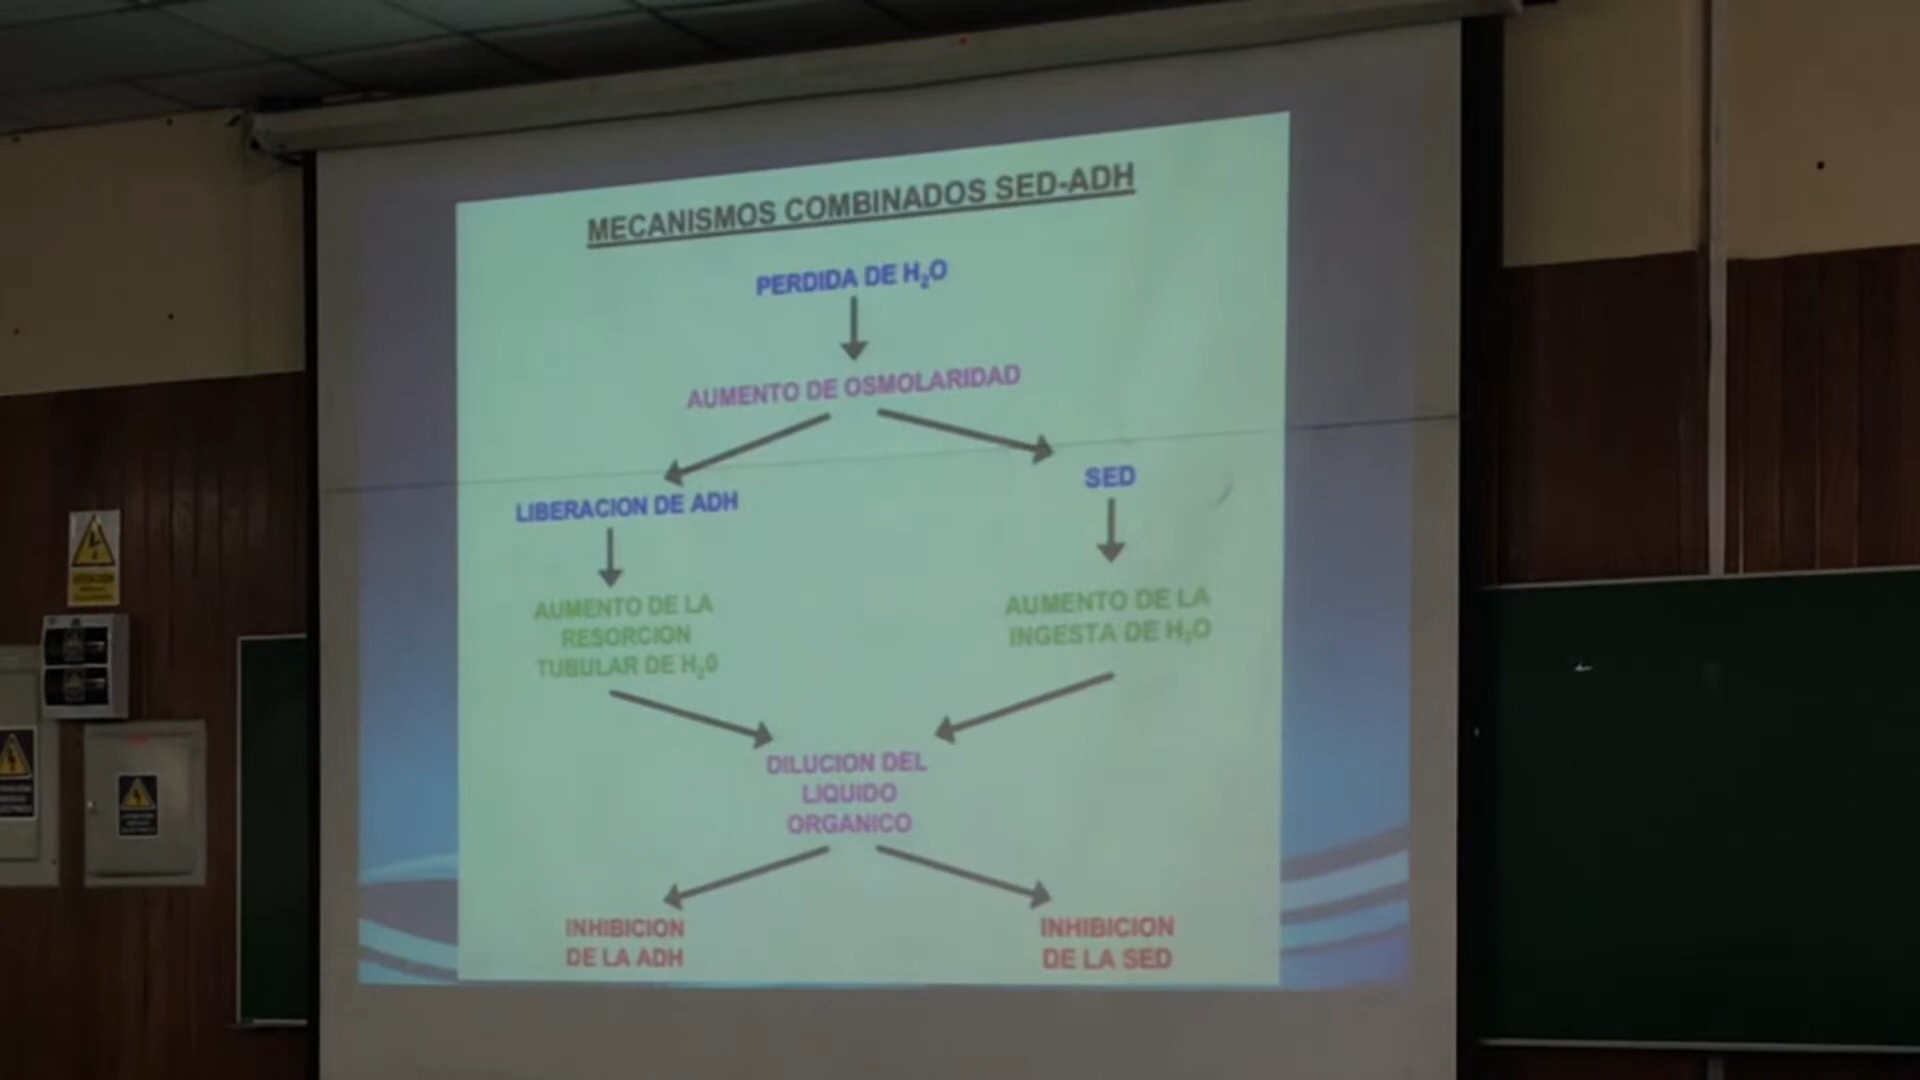 MECANISMOS COMBINADOS SED-ADH
PERDIDA DE H₂O
AUMENTO DE OSMOLARIDAD
LIBERACION DE ADH
SED
AUMENTO DE LA
RESORCION
TUBULAR DE H₂0
AUMENTO DE LA
INGESTA DE H₂O
DILUCION DEL
LIQUIDO
ORGANICO
INHIBICION
DE LA ADH
INHIBICION
DE LA SED